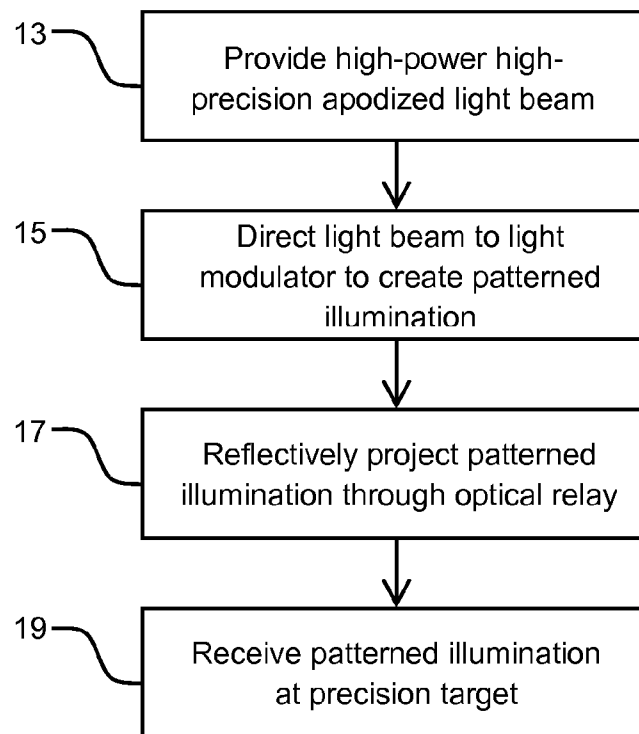 13
Provide high-power high-
precision apodized light beam
15
Direct light beam to light
modulator to create patterned
illumination
17
Reflectively project patterned
illumination through optical relay
19
Receive patterned illumination
at precision target